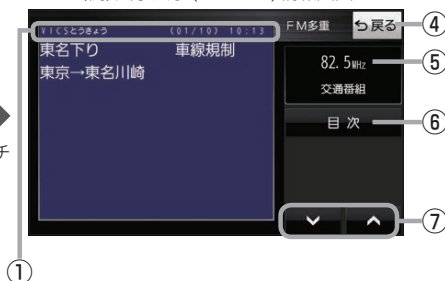 VICSとうきょう (01/10) 10:13
FM多重
戻る
④
東名下り 車線規制
東京→東名川崎
82.5MHz
⑤
交通番組
目次
⑥
チ
⑦
①